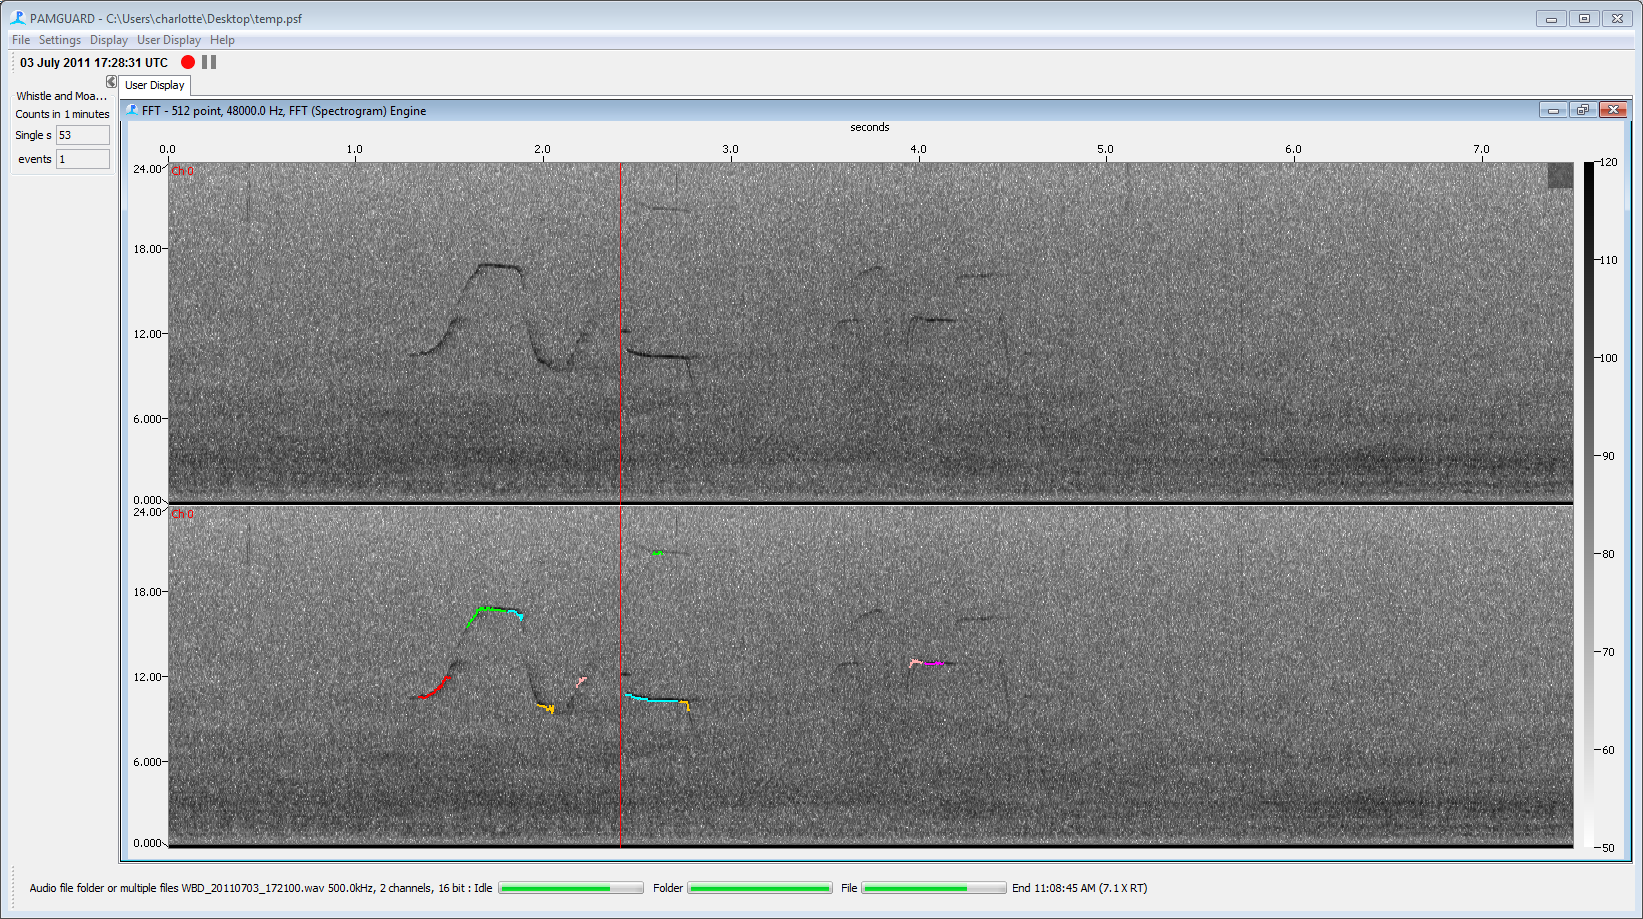 PAMGUARD - C:\Users\charlotte\Desktop\temp.psf
File Settings Display User Display Help
03 July 2011 17:28:31 UTC
User Display
Whistle and Moa...
Counts in 1 minutes
Single s 53
events 1
FFT - 512 point, 48000.0 Hz, FFT (Spectrogram) Engine
seconds
0.0 1.0 2.0 3.0 4.0 5.0 6.0 7.0
24.00
Ch 0
18.00
12.00
6.000
0.000
24.00
Ch 0
18.00
12.00
6.000
0.000
120
110
100
90
80
70
60
50
Audio file folder or multiple files WBD_20110703_172100.wav 500.0kHz, 2 channels, 16 bit : Idle Folder File End 11:08:45 AM (7.1 X RT)